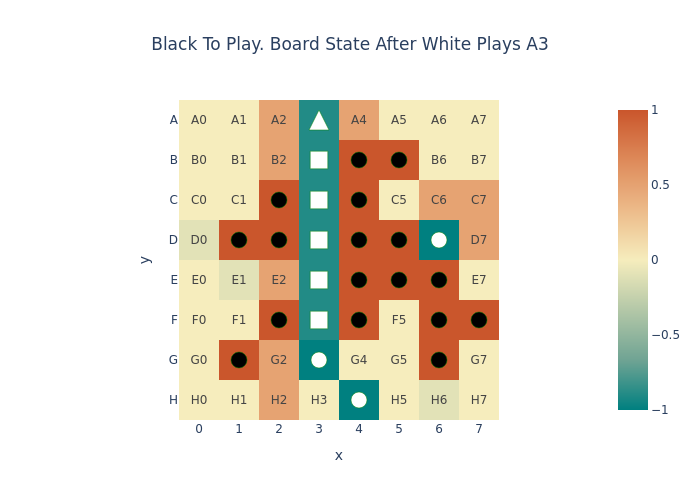 Black To Play. Board State After White Plays A3
A A0 A1 A2 A4 A5 A6 A7
B B0 B1 B2 B6 B7
C C0 C1 C5 C6 C7
D D0 D7
E E0 E1 E2 E7
F F0 F1 F5
G G0 G2 G4 G5 G7
H H0 H1 H2 H3 H5 H6 H7
0 1 2 3 4 5 6 7
x
y
1
0.5
0
−0.5
−1